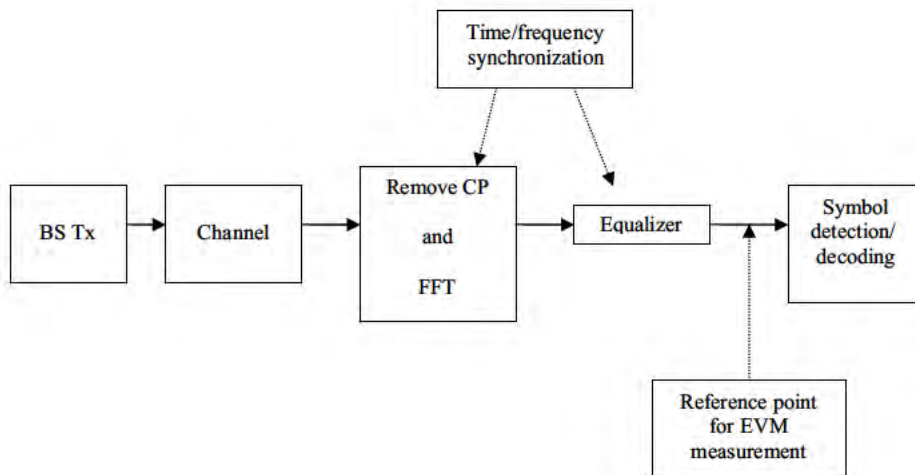 Time/frequency
synchronization
BS Tx
Channel
Remove CP
and
FFT
Equalizer
Symbol
detection/
decoding
Reference point
for EVM
measurement